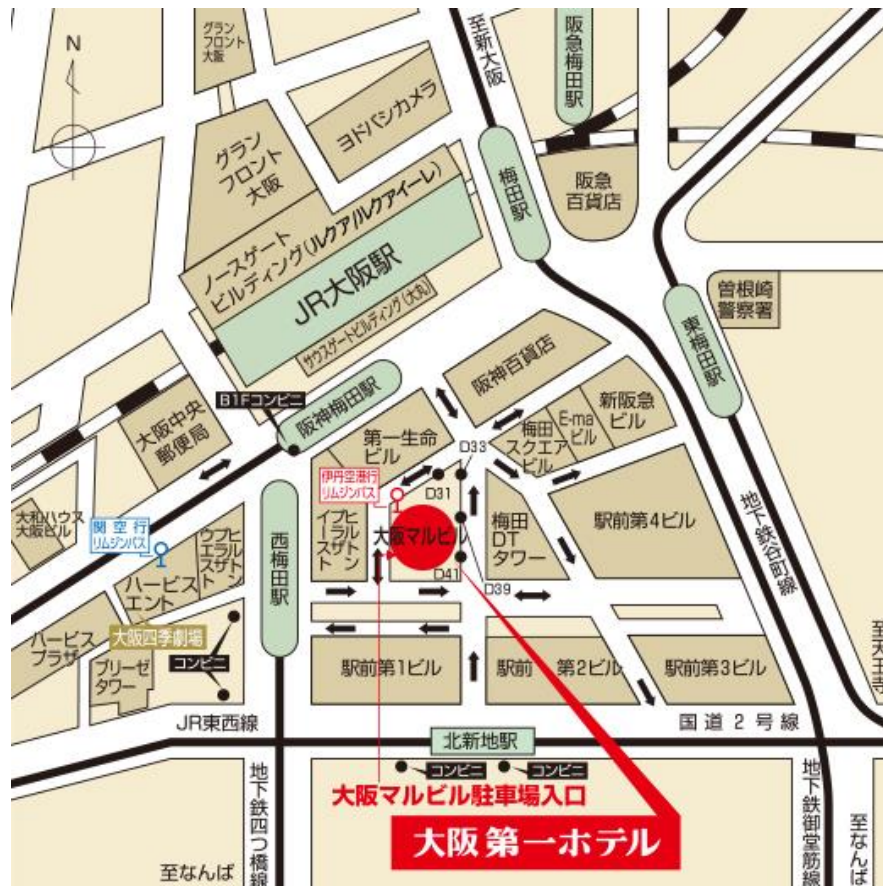 グラン
フロント
大阪
至新大阪
阪急梅田駅
N
ヨドバシカメラ
グラン
フロント
大阪
梅田駅
阪急
百貨店
ノースゲート
ビルディング(ルクア/ルクアイーレ)
JR大阪駅
サウスゲートビルディング(大丸)
曽根崎
警察署
東梅田駅
阪神百貨店
阪神梅田駅
B1Fコンビニ
大阪中央
郵便局
第一生命
ビル
新阪急
ビル
E-ma
ビル
梅田
スクエア
ビル
D33
伊丹空港行
リムジンバス
D31
大和ハウス
大阪ビル
関空行
リムジンバス
ヒルトン
プラザ
ウエスト
西梅田駅
ヒルトン
プラザ
イースト
大阪マルビル
梅田
DT
タワー
駅前第4ビル
地下鉄谷町線
D41
D39
ハービス
エント
大阪四季劇場
ハービス
プラザ
ブリーゼ
タワー
コンビニ
駅前第1ビル
駅前第2ビル
駅前第3ビル
至天王寺
JR東西線
国道2号線
北新地駅
コンビニ
コンビニ
大阪マルビル駐車場入口
大阪第一ホテル
地下鉄四つ橋線
至なんば
地下鉄御堂筋線
至なんば